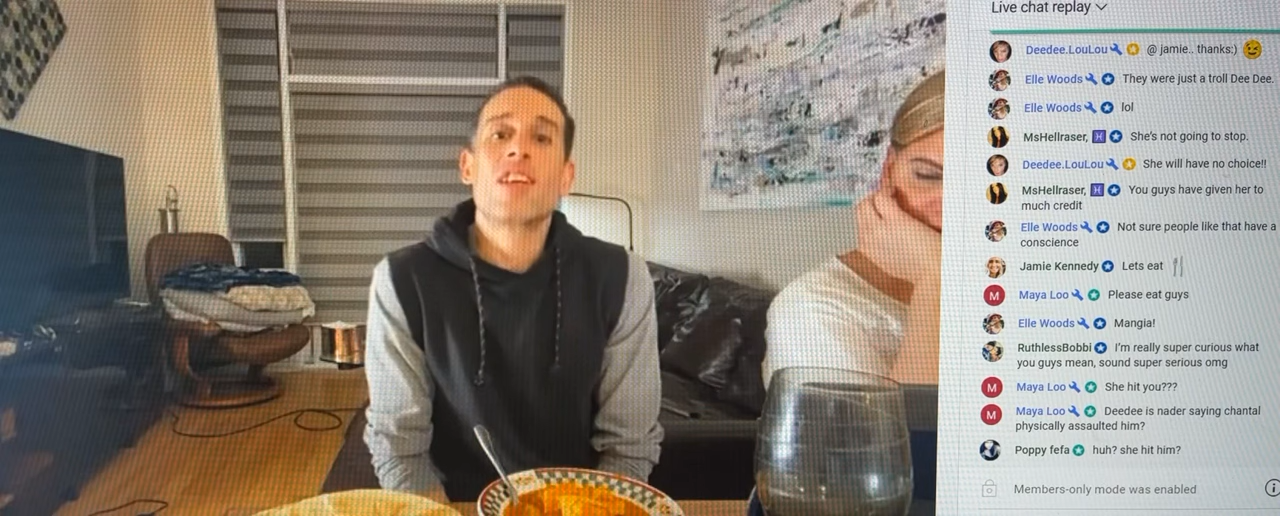 Live chat replay
Deedee.LouLou @ jamie.. thanks:)
Elle Woods They were just a troll Dee Dee.
Elle Woods lol
MsHellraser, She's not going to stop.
Deedee.LouLou She will have no choice!!
MsHellraser, You guys have given her to
much credit
Elle Woods Not sure people like that have a
conscience
Jamie Kennedy Lets eat
M Maya Loo Please eat guys
Elle Woods Mangia!
RuthlessBobbi I'm really super curious what
you guys mean, sound super serious omg
M Maya Loo She hit you???
M Maya Loo Deedee is nader saying chantal
physically assaulted him?
Poppy fefa huh? she hit him?
Members-only mode was enabled